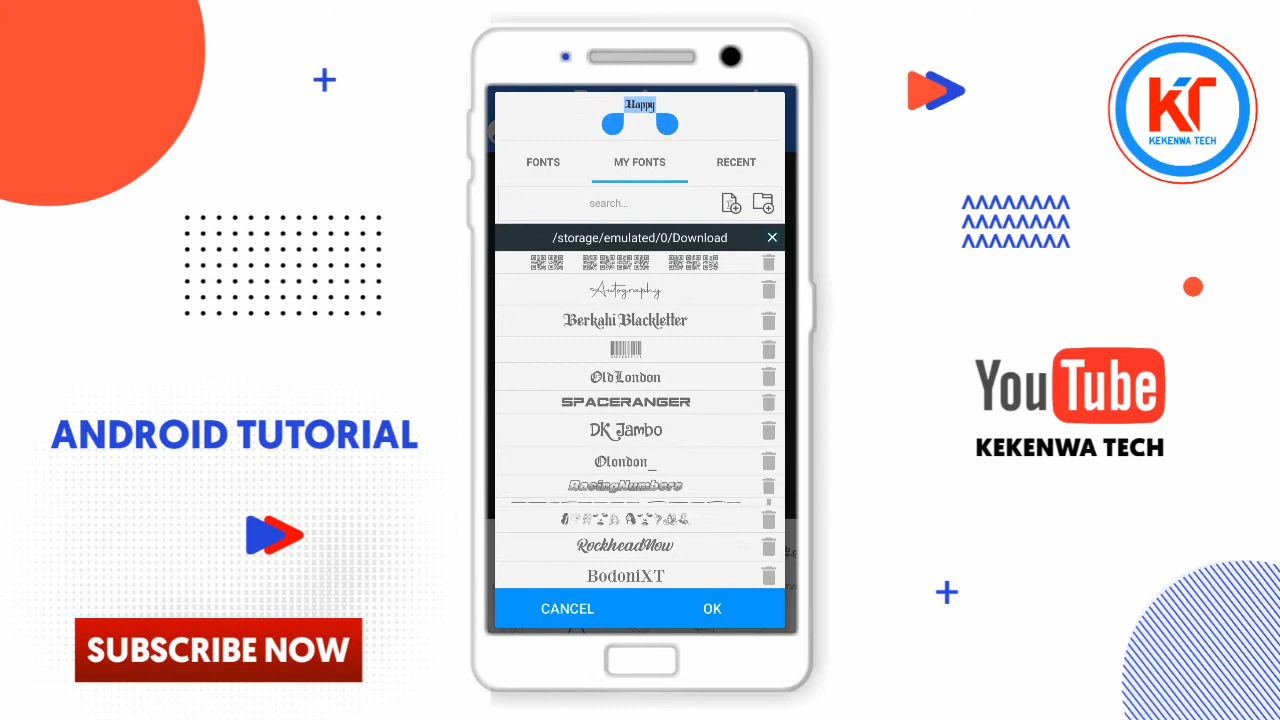 Happy
FONTS MY FONTS RECENT
search...
/storage/emulated/0/Download
Autography
Berkahi Blackletter
OldLondon
SPACERANGER
DK Jambo
Olondon_
RacingNumbers
RockheadNow
BodoniXT
CANCEL OK
ANDROID TUTORIAL
SUBSCRIBE NOW
KT
KEKENWA TECH
YouTube
KEKENWA TECH